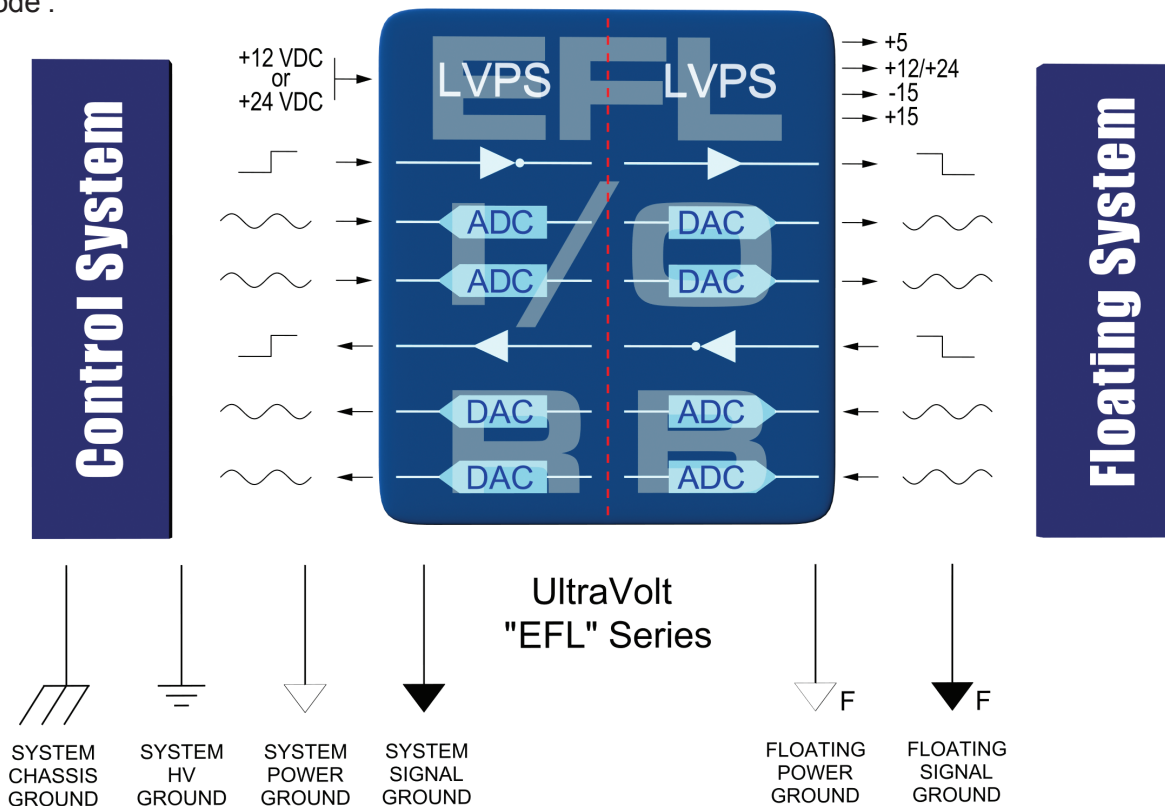 ode .
+12 VDC
or
+24 VDC
EFL
LVPS LVPS
+5
+12/+24
-15
+15
Control System
Floating System
I/O
ADC DAC
ADC DAC
RB
DAC ADC
DAC ADC
UltraVolt
"EFL" Series
SYSTEM
CHASSIS
GROUND
SYSTEM
HV
GROUND
SYSTEM
POWER
GROUND
SYSTEM
SIGNAL
GROUND
F
FLOATING
POWER
GROUND
F
FLOATING
SIGNAL
GROUND